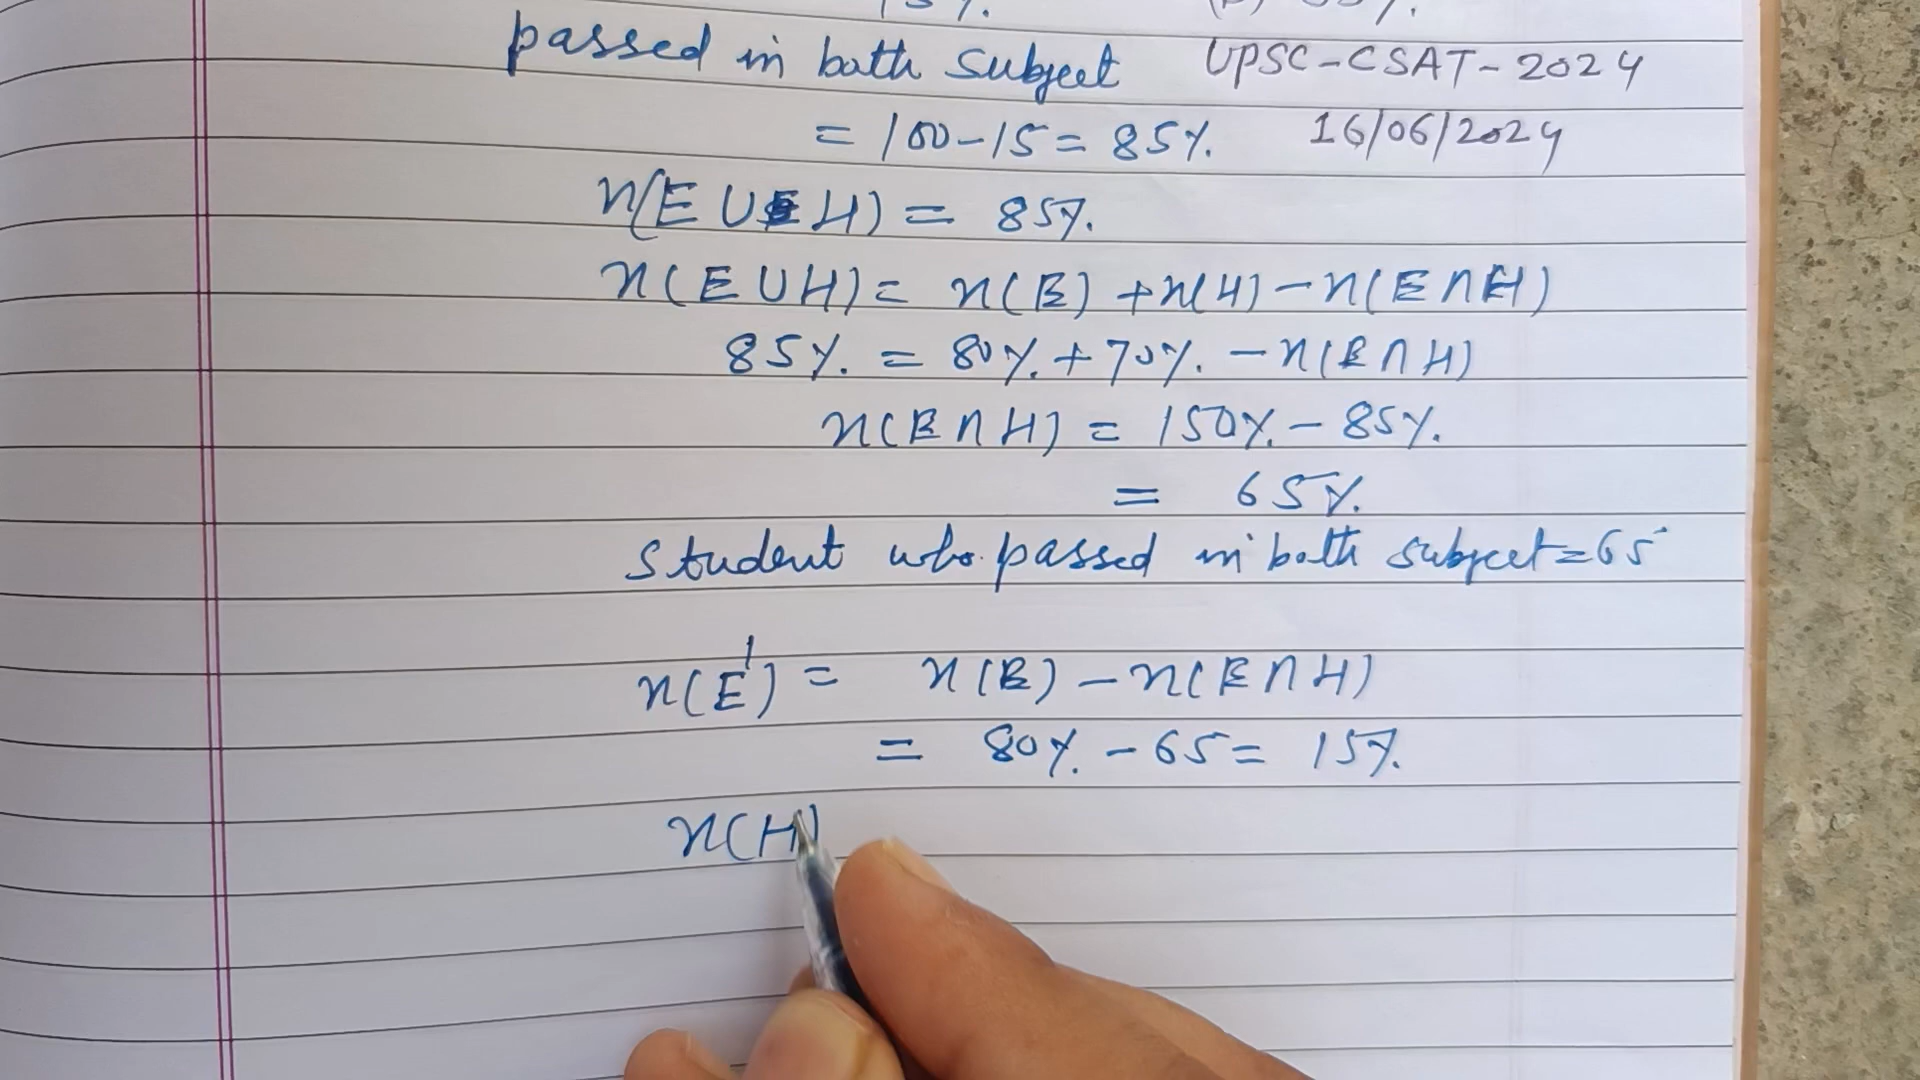 passed in both subject UPSC-CSAT-2024
= 100-15 = 85%. 16/06/2024
n(E U H) = 85%.
n(E U H) = n(E) + n(H) - n(E ∩ H)
85%. = 80%. + 70%. - n(E ∩ H)
n(E ∩ H) = 150%. - 85%.
= 65%.
Student who passed in both subject = 65
n(E') = n(E) - n(E ∩ H)
= 80%. - 65 = 15%.
n(H)